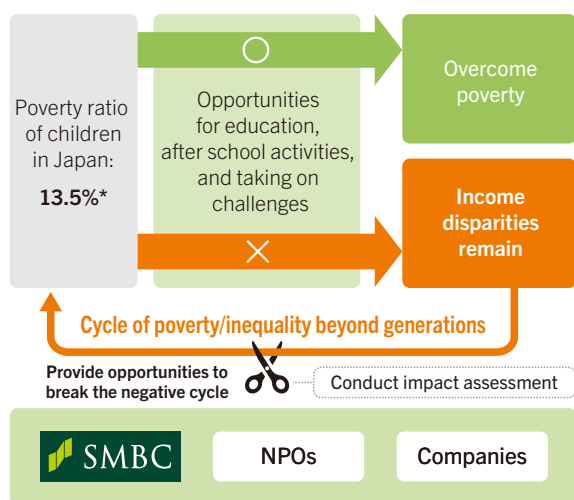 Poverty ratio
of children
in Japan:
13.5%*
Opportunities
for education,
after school activities,
and taking on
challenges
Overcome
poverty
Income
disparities
remain
Cycle of poverty/inequality beyond generations
Provide opportunities to
break the negative cycle
Conduct impact assessment
SMBC
NPOs
Companies